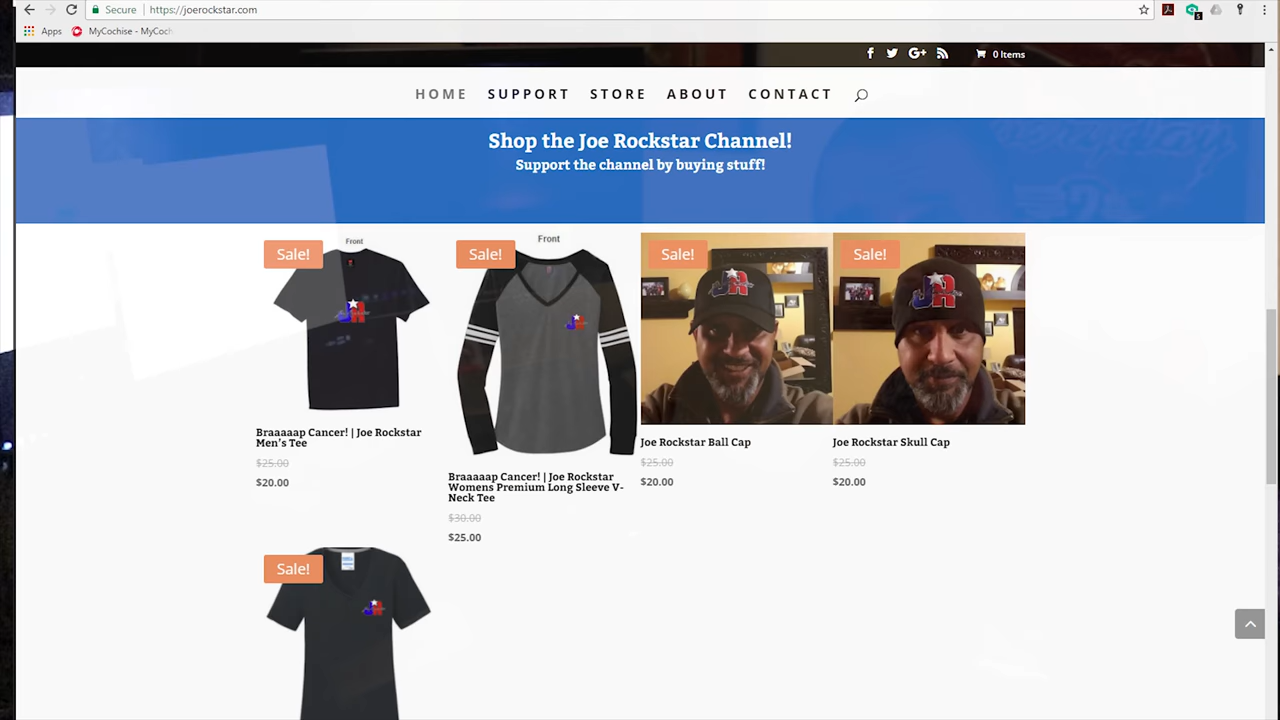 Secure
https://joerockstar.com
Apps
MyCochise - MyCoch
0 Items
HOME SUPPORT STORE ABOUT CONTACT
Shop the Joe Rockstar Channel!
Support the channel by buying stuff!
Sale!
Front
Braaaaap Cancer! | Joe Rockstar
Men's Tee
$25.00
$20.00
Sale!
Front
Braaaaap Cancer! | Joe Rockstar
Womens Premium Long Sleeve V-
Neck Tee
$30.00
$25.00
Sale!
JR
Joe Rockstar Ball Cap
$25.00
$20.00
Sale!
JR
Joe Rockstar Skull Cap
$25.00
$20.00
Sale!